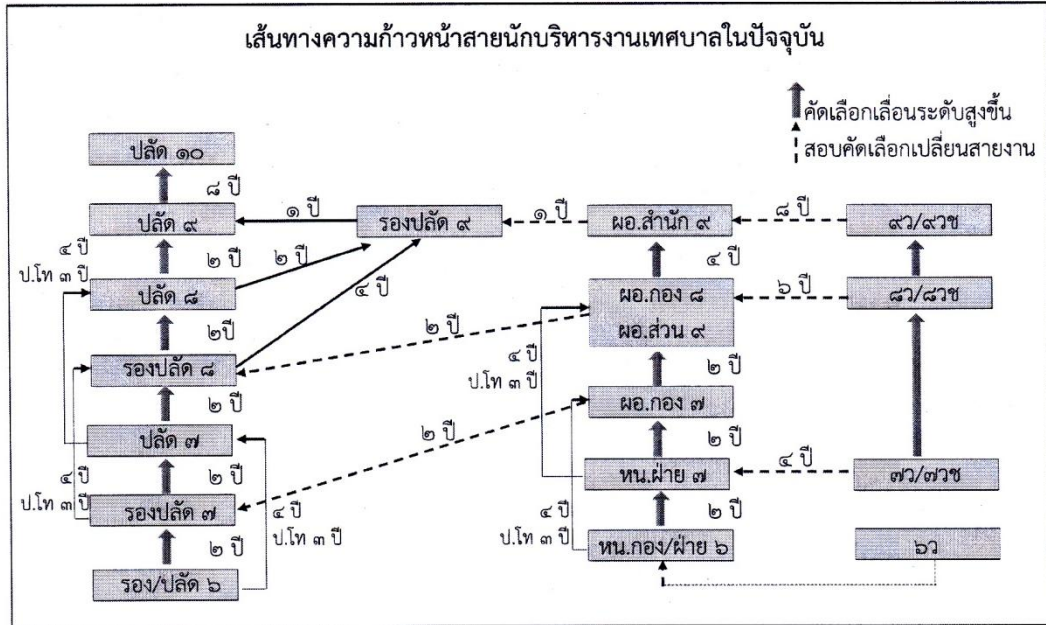 เส้นทางความก้าวหน้าสายนักบริหารงานเทศบาลในปัจจุบัน
คัดเลือกเลื่อนระดับสูงขึ้น
สอบคัดเลือกเปลี่ยนสายงาน
ปลัด ๑๐
๘ ปี
ปลัด ๙
๑ ปี
รองปลัด ๙
๑ ปี
ผอ.สำนัก ๙
๘ ปี
๙ว/๙วช
๔ ปี
ป.โท ๓ ปี
๒ ปี
๒ ปี
๔ ปี
๔ ปี
ปลัด ๘
ผอ.กอง ๘
ผอ.ส่วน ๙
๖ ปี
๘ว/๘วช
๒ปี
๒ ปี
๔ ปี
ป.โท ๓ ปี
๒ ปี
รองปลัด ๘
๒ ปี
ผอ.กอง ๗
ปลัด ๗
๒ ปี
๒ ปี
๔ ปี
ป.โท ๓ ปี
๒ ปี
หน.ฝ่าย ๗
๔ ปี
๗ว/๗วช
รองปลัด ๗
๔ ปี
ป.โท ๓ ปี
๔ ปี
ป.โท ๓ ปี
๒ ปี
๒ ปี
หน.กอง/ฝ่าย ๖
๖ว
รอง/ปลัด ๖